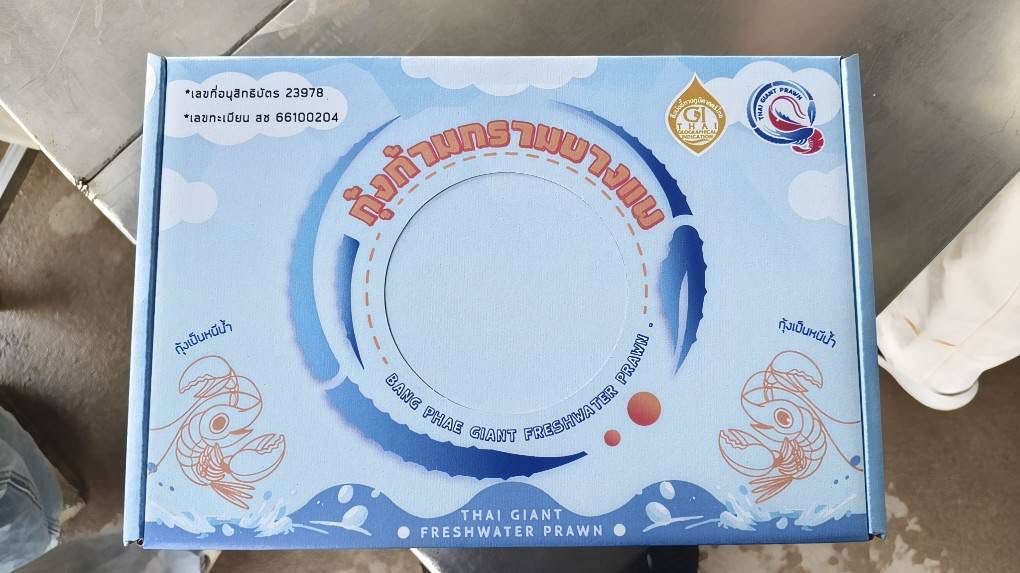 *เลขที่อนุสิทธิบัตร 23978
*เลขทะเบียน สช 66100204
GI
THAI
GEOGRAPHICAL
INDICATION
THAI GIANT PRAWN
กุ้งก้ามกรามบางแพ
BANG PHAE GIANT FRESHWATER PRAWN .
กุ้งเป็นหนีน้ำ
กุ้งเป็นหนีน้ำ
THAI GIANT
• FRESHWATER PRAWN •